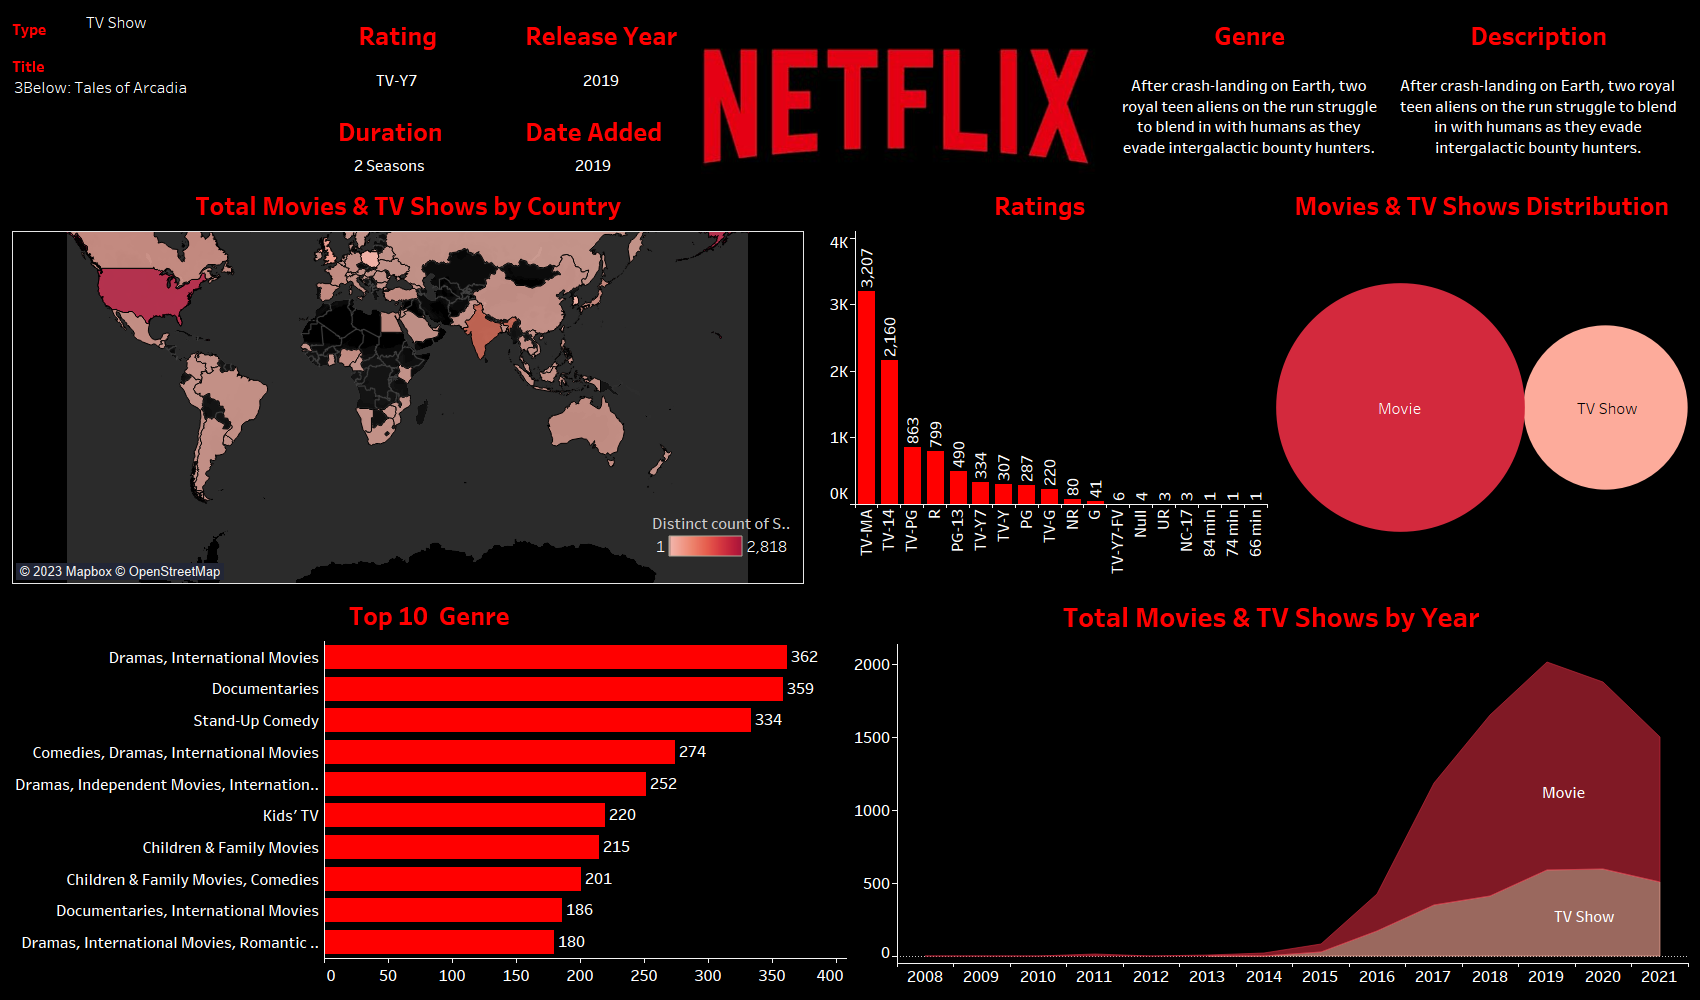 Type
TV Show
Title
3Below: Tales of Arcadia
Rating
TV-Y7
Release Year
2019
Duration
2 Seasons
Date Added
2019
NETFLIX
Genre
After crash-landing on Earth, two
royal teen aliens on the run struggle
to blend in with humans as they
evade intergalactic bounty hunters.
Description
After crash-landing on Earth, two royal
teen aliens on the run struggle to blend
in with humans as they evade
intergalactic bounty hunters.
Total Movies & TV Shows by Country
Distinct count of S..
1
2,818
© 2023 Mapbox © OpenStreetMap
Ratings
4K
3K
2K
1K
0K
3,207
2,160
863
799
490
334
307
287
220
80
41
6
4
3
3
1
1
1
TV-MA
TV-14
TV-PG
R
PG-13
TV-Y7
TV-Y
PG
TV-G
NR
G
TV-Y7-FV
Null
UR
NC-17
84 min
74 min
66 min
Movies & TV Shows Distribution
Movie
TV Show
Top 10 Genre
Dramas, International Movies
362
Documentaries
359
Stand-Up Comedy
334
Comedies, Dramas, International Movies
274
Dramas, Independent Movies, Internation..
252
Kids’ TV
220
Children & Family Movies
215
Children & Family Movies, Comedies
201
Documentaries, International Movies
186
Dramas, International Movies, Romantic ..
180
0 50 100 150 200 250 300 350 400
Total Movies & TV Shows by Year
2000
1500
1000
500
0
Movie
TV Show
2008 2009 2010 2011 2012 2013 2014 2015 2016 2017 2018 2019 2020 2021